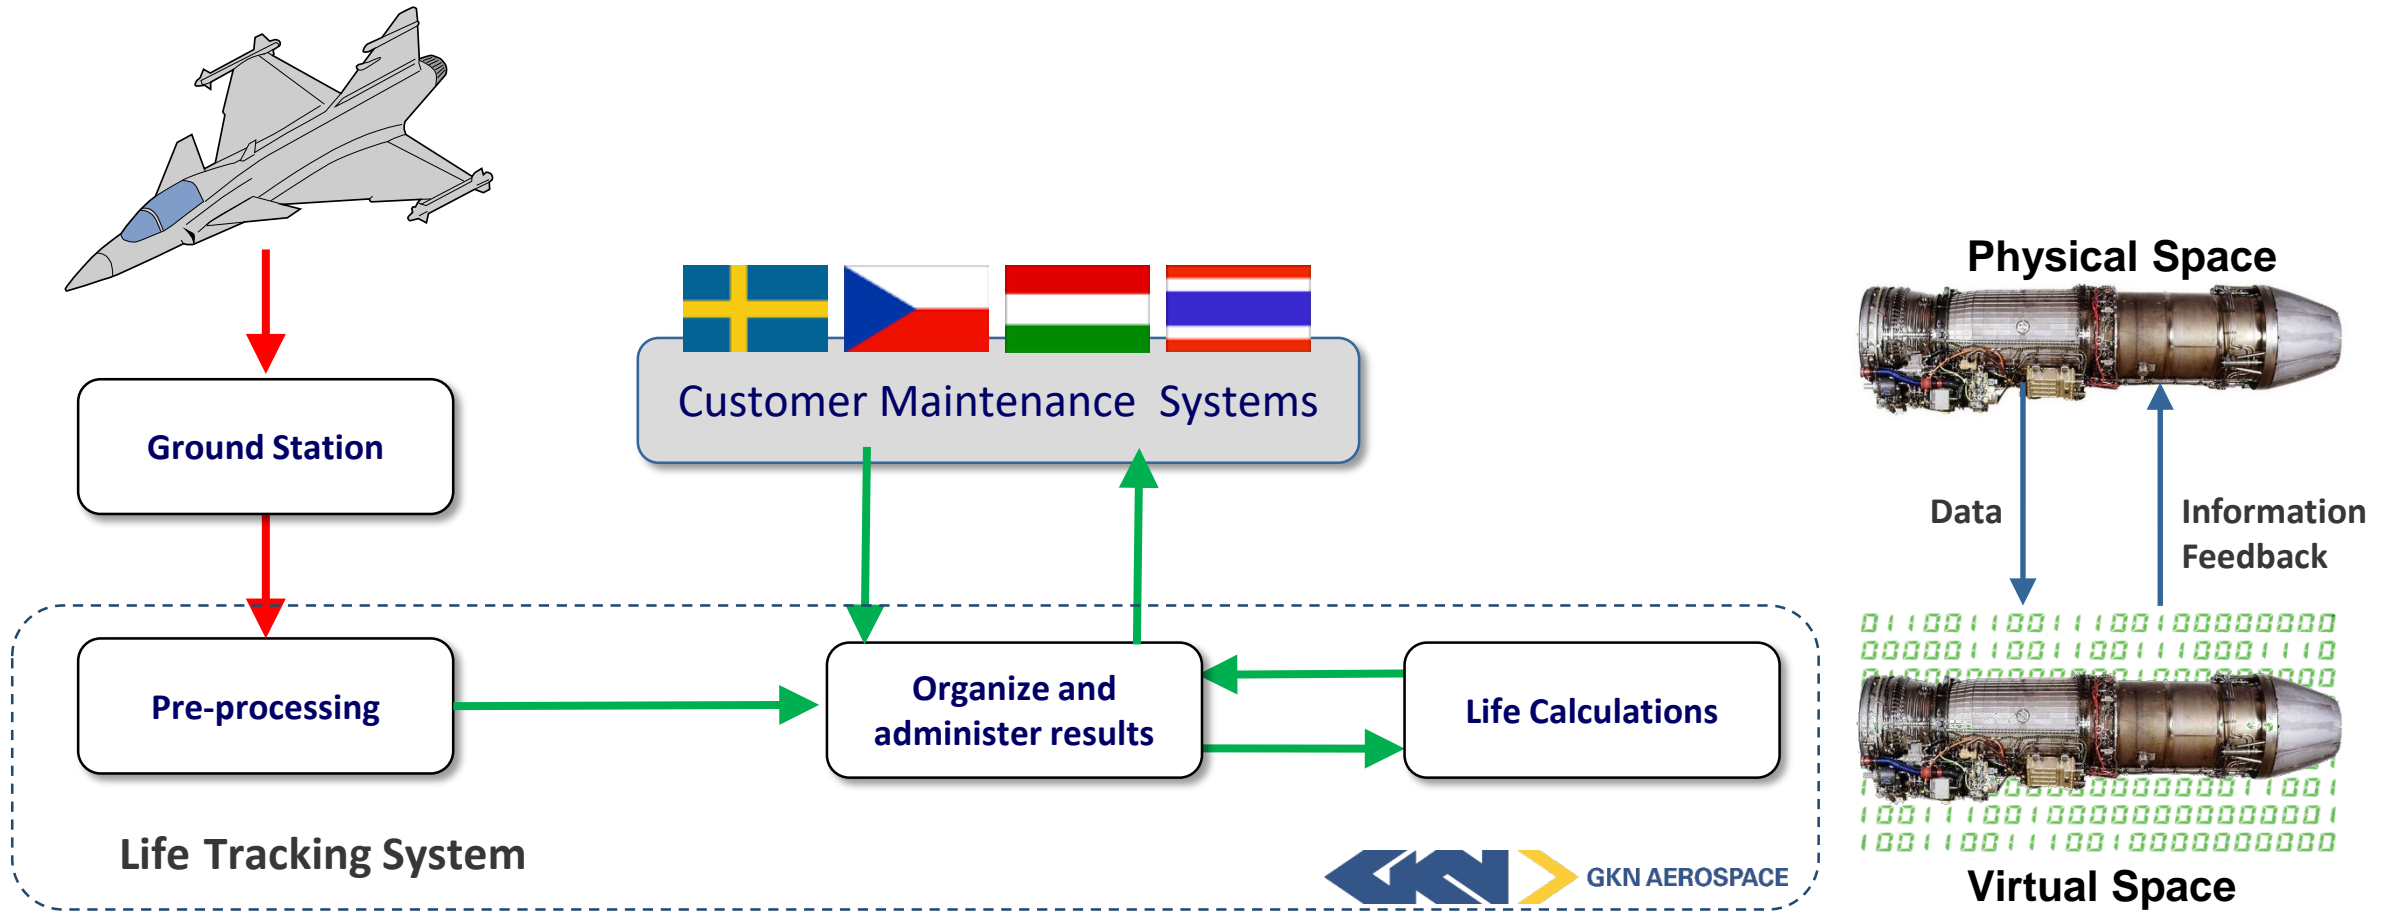 Physical Space
Customer Maintenance Systems
Ground Station
Data
Information
Feedback
Pre-processing
Organize and
administer results
Life Calculations
Life Tracking System
GKN
GKN AEROSPACE
Virtual Space